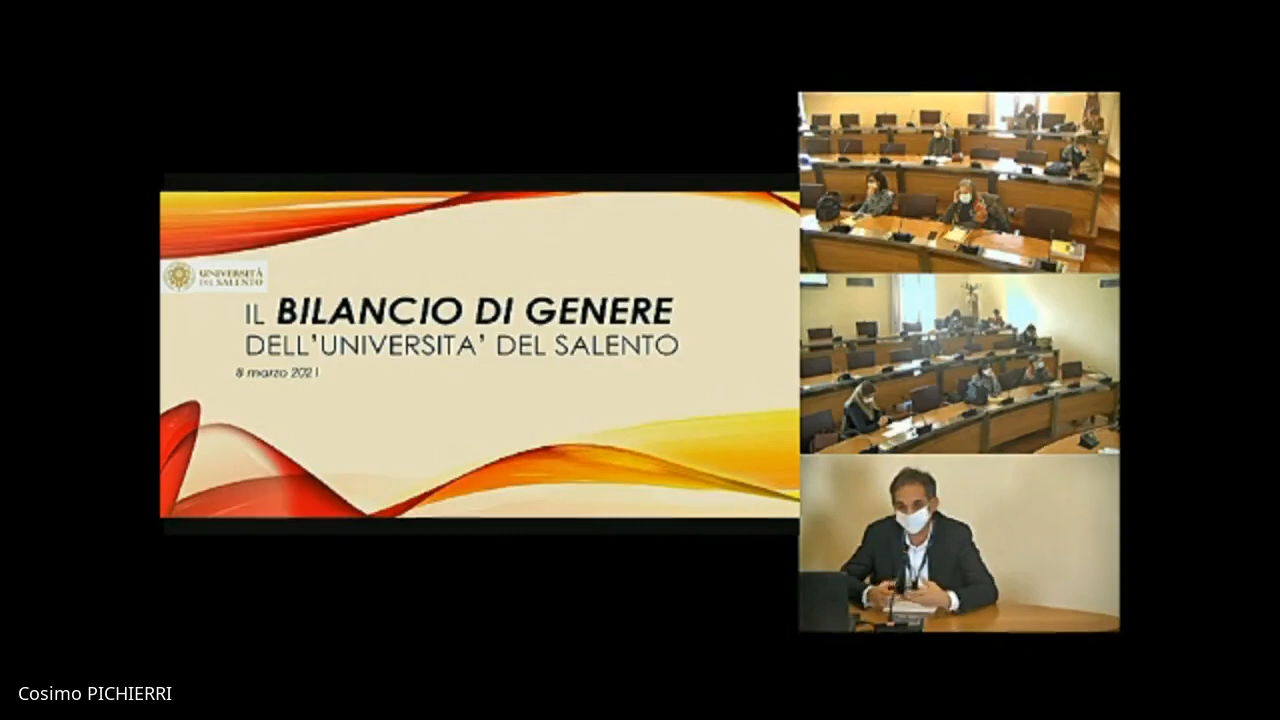 UNIVERSITÀ
DEL SALENTO
IL BILANCIO DI GENERE
DELL'UNIVERSITA' DEL SALENTO
8 marzo 2021
Cosimo PICHIERRI